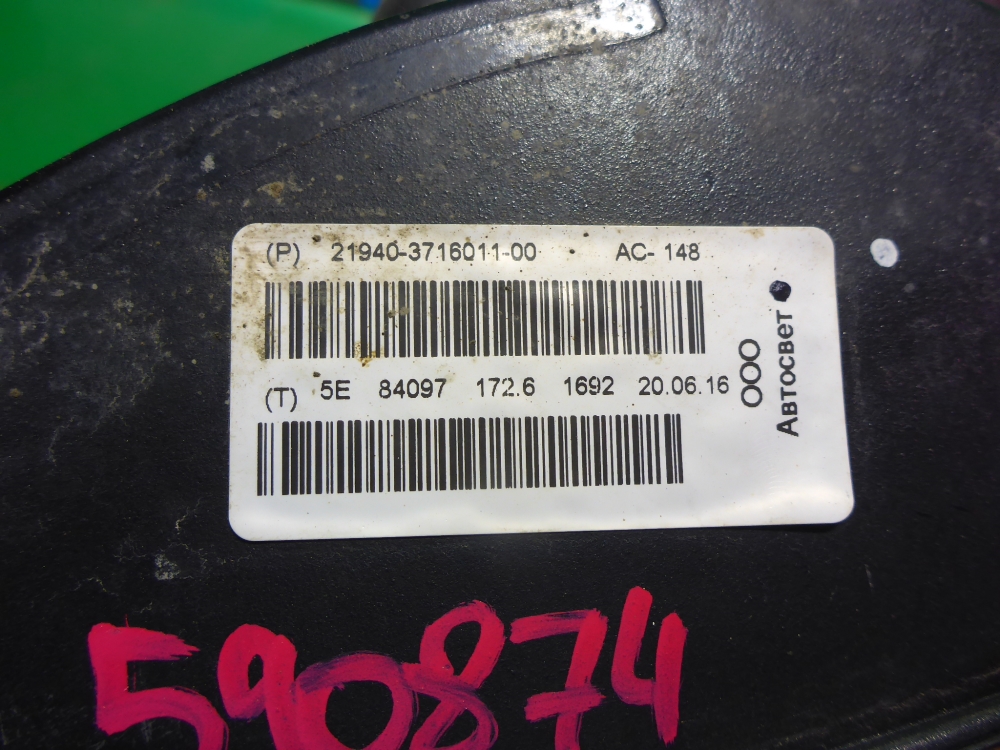 (P) 21940-3716011-00 AC- 148
(T) 5E 84097 172.6 1692 20.06.16
ООО
Автосвет
590874